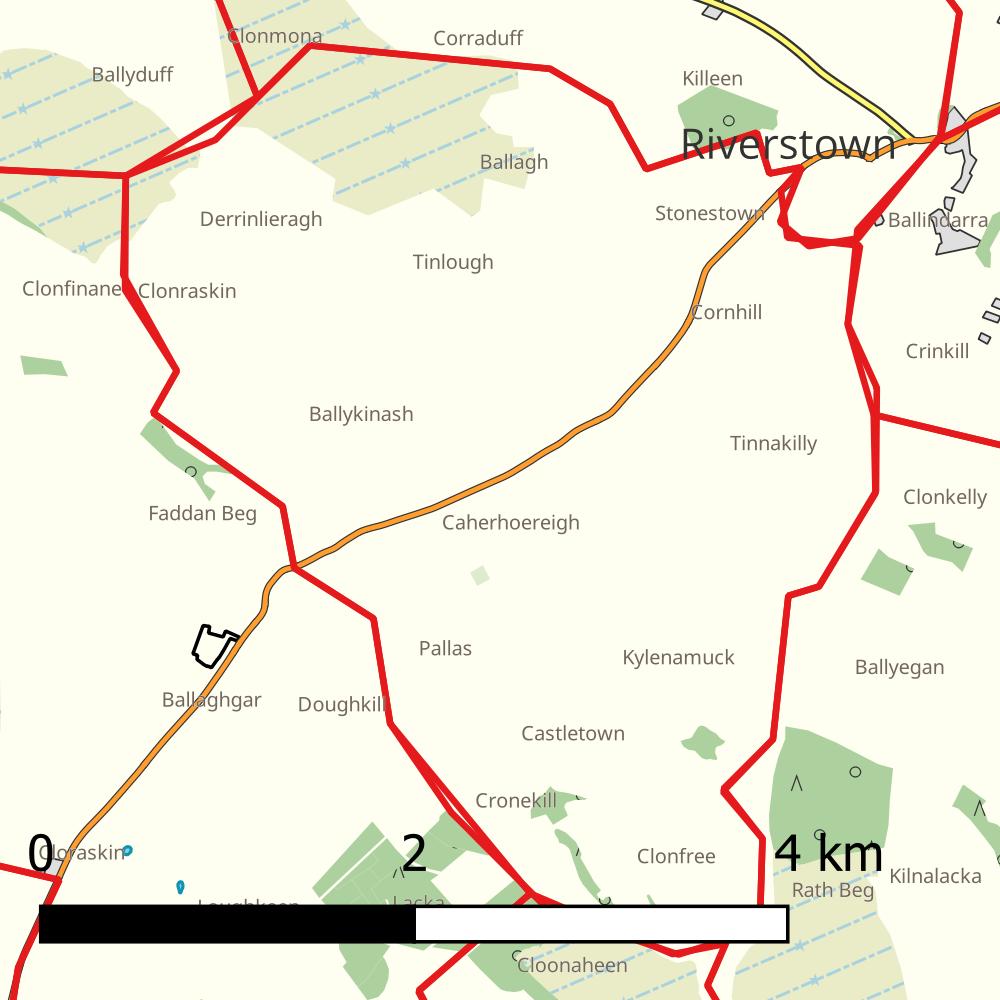 Clonmona
Corraduff
Ballyduff
Killeen
Riverstown
Ballagh
Stonestown
Derrinlieragh
Ballindarra
Tinlough
Clonfinane
Clonraskin
Cornhill
Crinkill
Ballykinash
Tinnakilly
Clonkelly
Faddan Beg
Caherhoereigh
Pallas
Kylenamuck
Ballyegan
Ballaghgar
Doughkill
Castletown
Cronekill
0
2
4 km
Cloraskin
Clonfree
Kilnalacka
Rath Beg
Lacka
Loughkeen
Cloonaheen